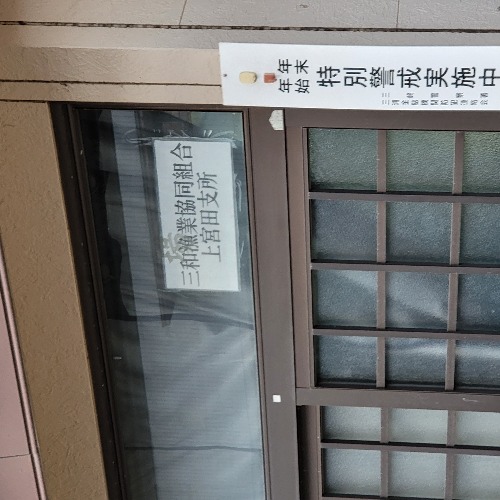 年末
年始
特別警戒実施中
三和漁業協同組合
上宮田支所